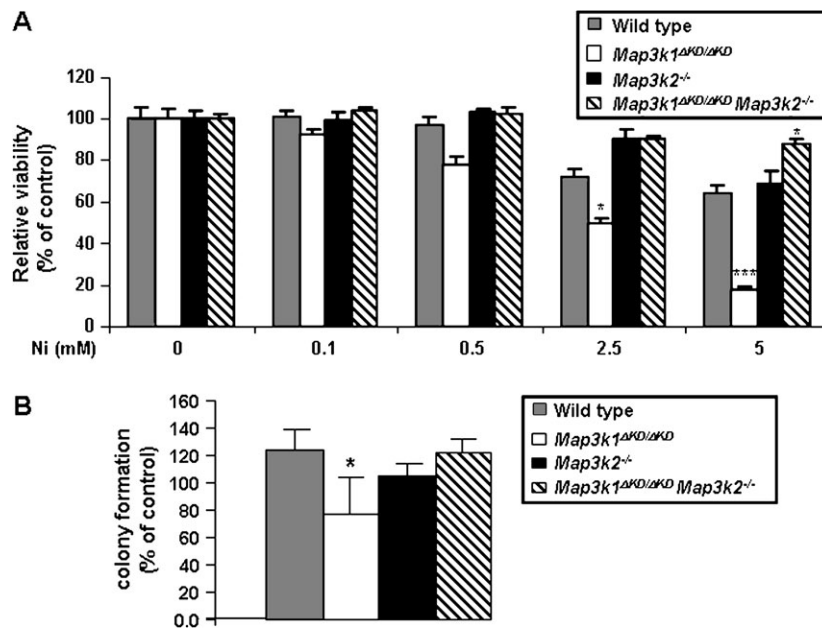 A
Wild type
Map3k1ΔKD/ΔKD
Map3k2-/-
Map3k1ΔKD/ΔKD Map3k2-/-
Relative viability
(% of control)
120
100
80
60
40
20
0
*
***
*
Ni (mM) 0 0.1 0.5 2.5 5
B
colony formation
(% of control)
160
140
120
100
80
60
40
20
0.0
*
Wild type
Map3k1ΔKD/ΔKD
Map3k2-/-
Map3k1ΔKD/ΔKD Map3k2-/-